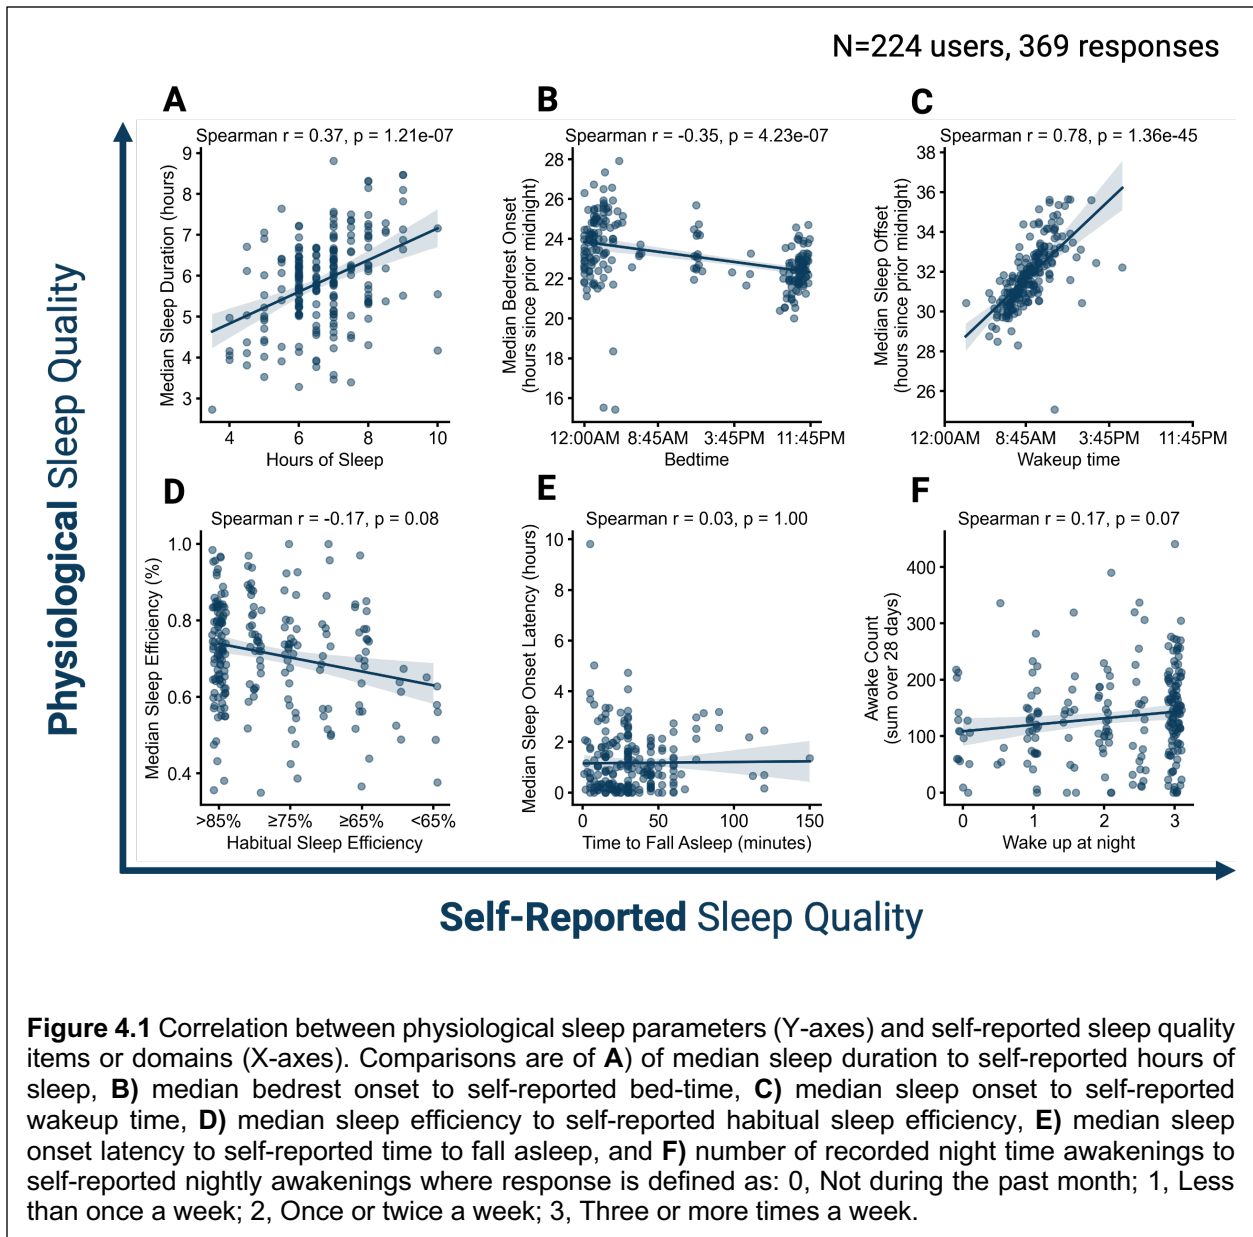 N=224 users, 369 responses
A
Spearman r = 0.37, p = 1.21e-07
Median Sleep Duration (hours)
9
8
7
6
5
4
3
4 6 8 10
Hours of Sleep
B
Spearman r = -0.35, p = 4.23e-07
Median Bedrest Onset
(hours since prior midnight)
28
26
24
22
20
18
16
12:00AM 8:45AM 3:45PM 11:45PM
Bedtime
C
Spearman r = 0.78, p = 1.36e-45
Median Sleep Offset
(hours since prior midnight)
38
36
34
32
30
28
26
12:00AM 8:45AM 3:45PM 11:45PM
Wakeup time
D
Spearman r = -0.17, p = 0.08
Median Sleep Efficiency (%)
1.0
0.8
0.6
0.4
>85% ≥75% ≥65% <65%
Habitual Sleep Efficiency
E
Spearman r = 0.03, p = 1.00
Median Sleep Onset Latency (hours)
10
8
6
4
2
0
0 50 100 150
Time to Fall Asleep (minutes)
F
Spearman r = 0.17, p = 0.07
Awake Count
(sum over 28 days)
400
300
200
100
0
0 1 2 3
Wake up at night
Physiological Sleep Quality
Self-Reported Sleep Quality
Figure 4.1 Correlation between physiological sleep parameters (Y-axes) and self-reported sleep quality
items or domains (X-axes). Comparisons are of A) of median sleep duration to self-reported hours of
sleep, B) median bedrest onset to self-reported bed-time, C) median sleep onset to self-reported
wakeup time, D) median sleep efficiency to self-reported habitual sleep efficiency, E) median sleep
onset latency to self-reported time to fall asleep, and F) number of recorded night time awakenings to
self-reported nightly awakenings where response is defined as: 0, Not during the past month; 1, Less
than once a week; 2, Once or twice a week; 3, Three or more times a week.